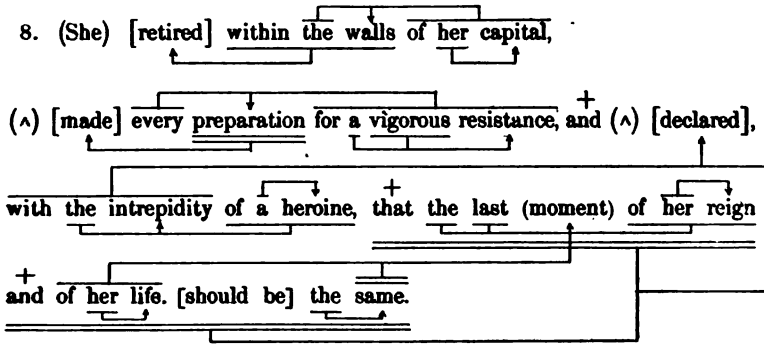 8. (She) [retired] within the walls of her capital,
(^) [made] every preparation for a vigorous resistance, and (^) [declared],
with the intrepidity of a heroine, that the last (moment) of her reign
and of her life. [should be] the same.